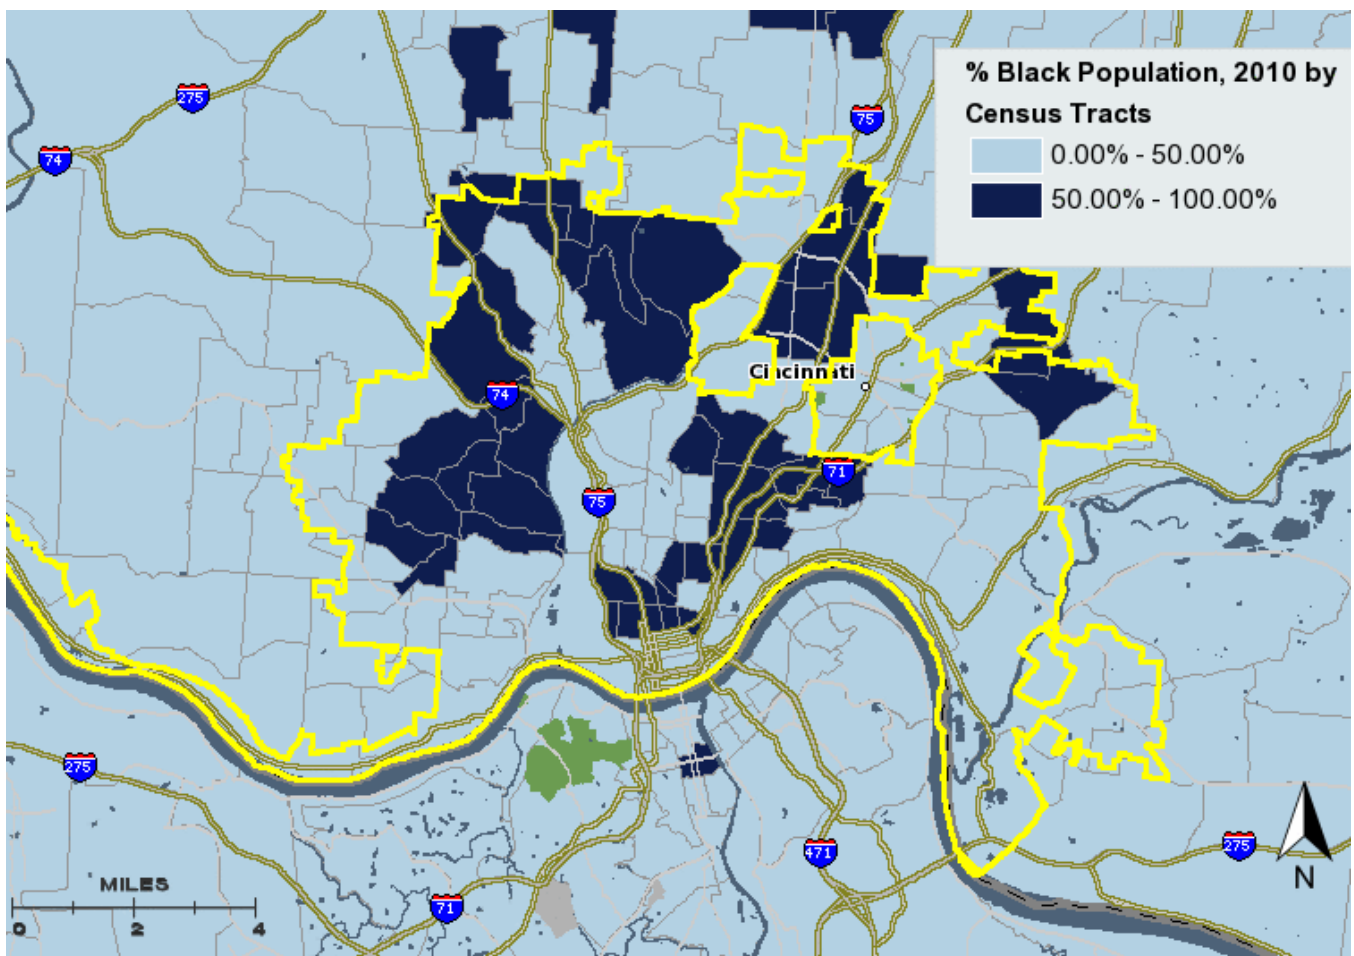 % Black Population, 2010 by
Census Tracts
0.00% - 50.00%
50.00% - 100.00%
275
75
74
Cincinnati
74
71
75
275
471
275
N
MILES
71
0 2 4